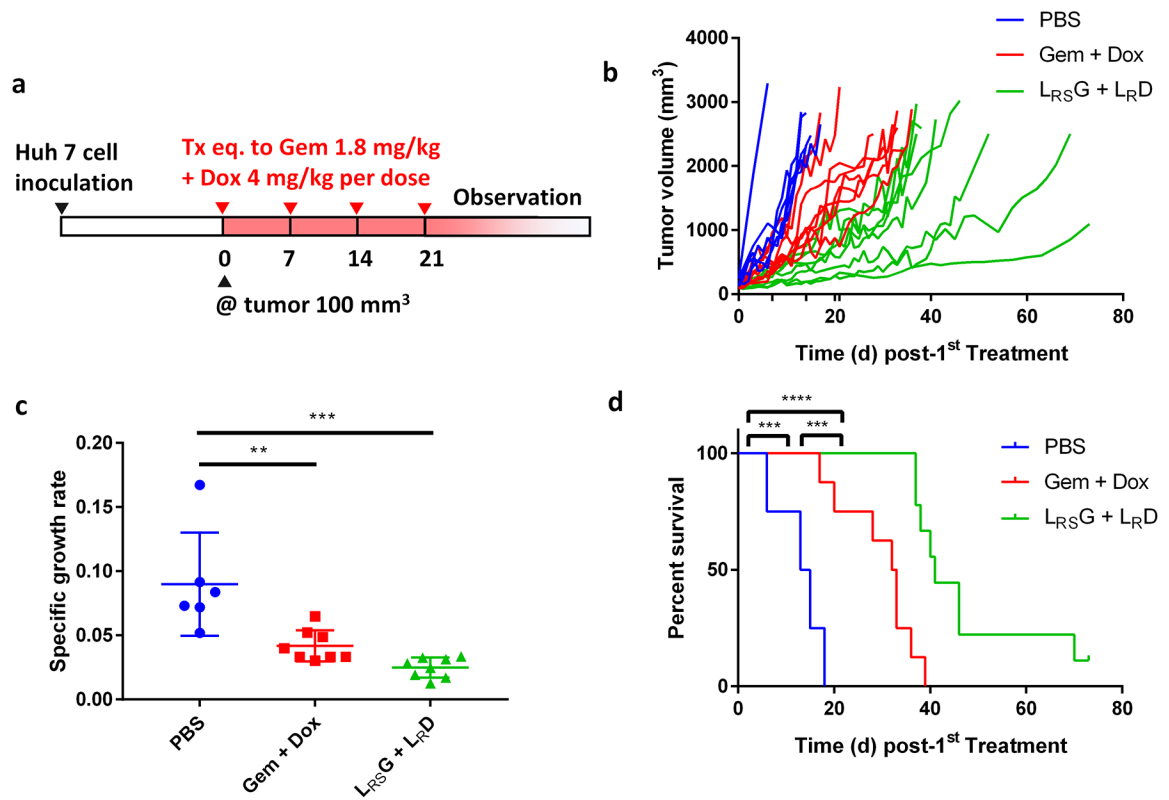 a
Huh 7 cell
inoculation
Tx eq. to Gem 1.8 mg/kg
+ Dox 4 mg/kg per dose
Observation
0 7 14 21
@ tumor 100 mm³
b
PBS
Gem + Dox
LRSG + LRD
Tumor volume (mm³)
4000
3000
2000
1000
0
0 20 40 60 80
Time (d) post-1st Treatment
c
***
**
Specific growth rate
0.20
0.15
0.10
0.05
0.00
PBS
Gem + Dox
LRSG + LRD
d
****
*** ***
PBS
Gem + Dox
LRSG + LRD
Percent survival
100
50
0
0 20 40 60 80
Time (d) post-1st Treatment